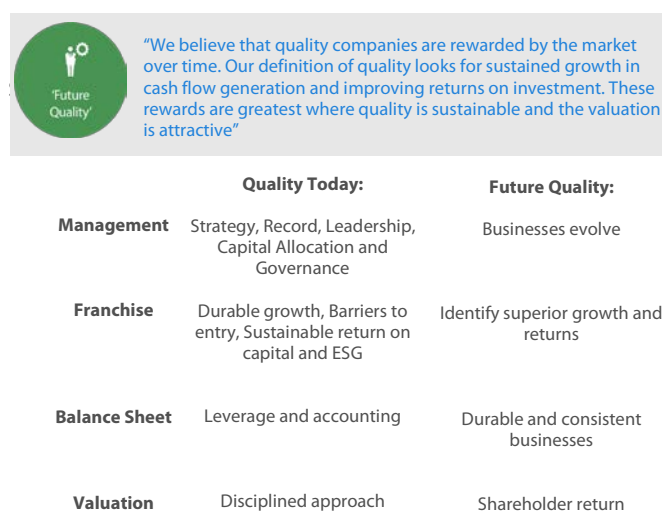 'Future
Quality'
“We believe that quality companies are rewarded by the market
over time. Our definition of quality looks for sustained growth in
cash flow generation and improving returns on investment. These
rewards are greatest where quality is sustainable and the valuation
is attractive”
Quality Today:
Future Quality:
Management
Strategy, Record, Leadership,
Capital Allocation and
Governance
Businesses evolve
Franchise
Durable growth, Barriers to
entry, Sustainable return on
capital and ESG
Identify superior growth and
returns
Balance Sheet
Leverage and accounting
Durable and consistent
businesses
Valuation
Disciplined approach
Shareholder return